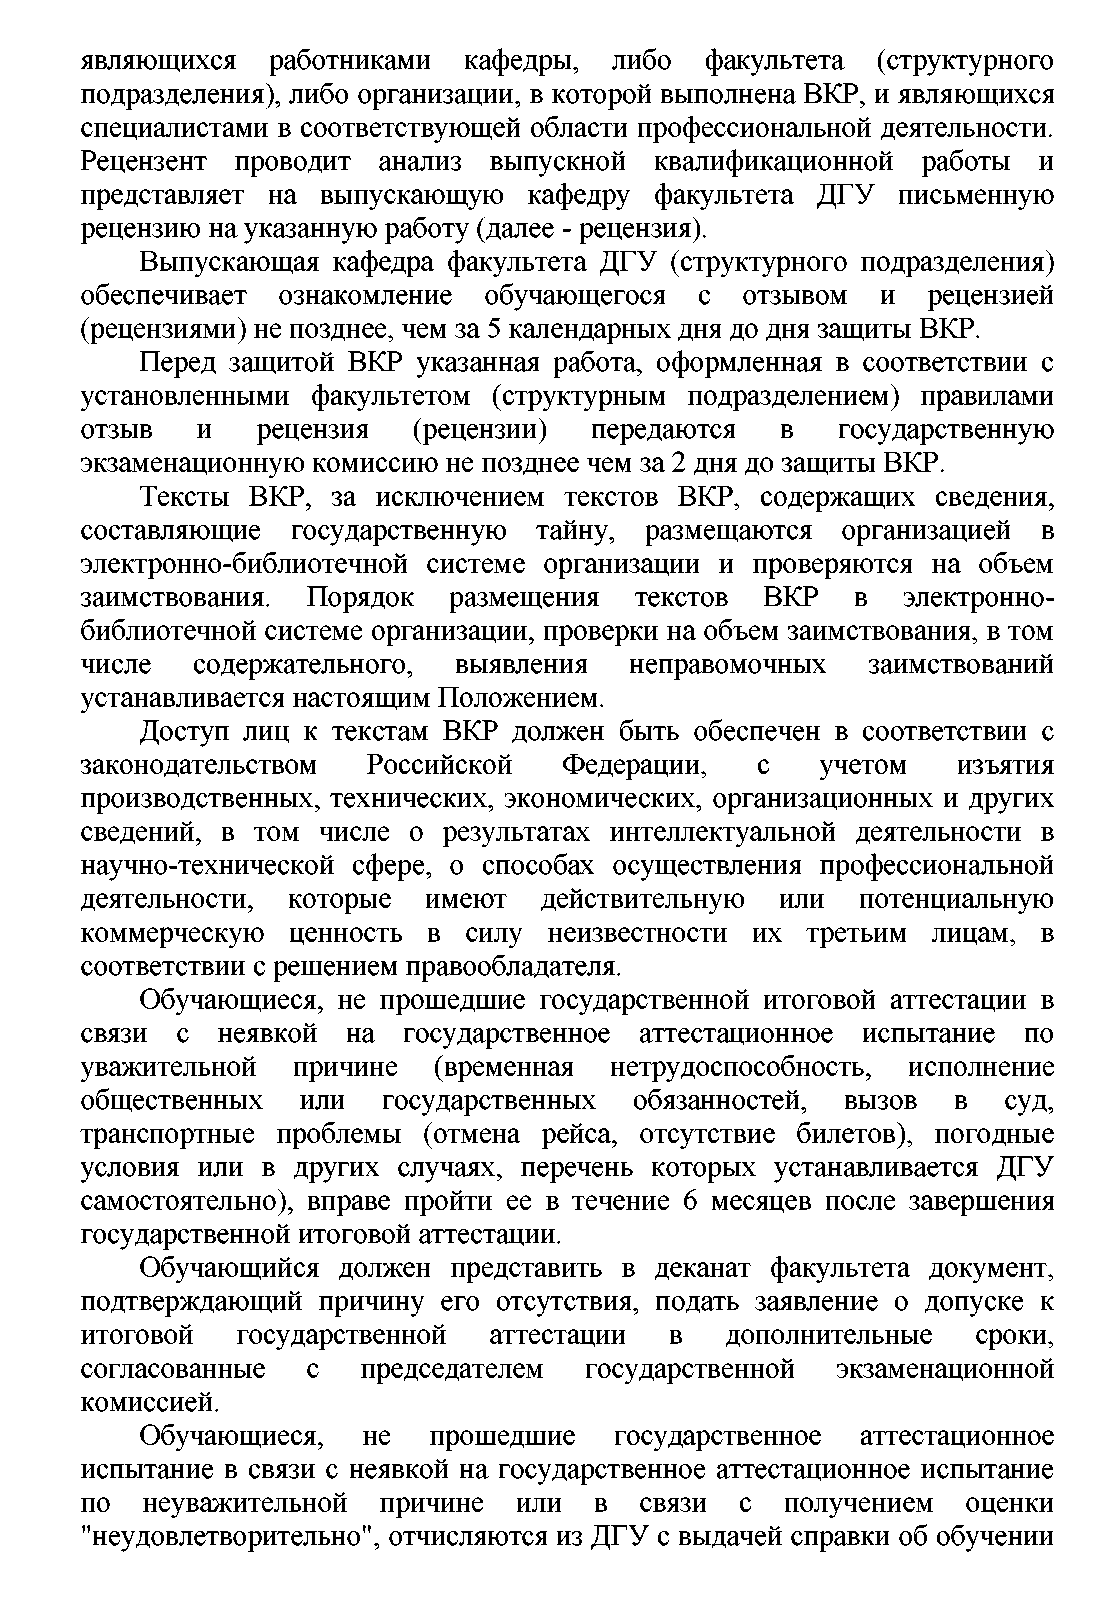 являющихся работниками кафедры, либо факультета (структурного
подразделения), либо организации, в которой выполнена ВКР, и являющихся
специалистами в соответствующей области профессиональной деятельности.
Рецензент проводит анализ выпускной квалификационной работы и
представляет на выпускающую кафедру факультета ДГУ письменную
рецензию на указанную работу (далее - рецензия).
Выпускающая кафедра факультета ДГУ (структурного подразделения)
обеспечивает ознакомление обучающегося с отзывом и рецензией
(рецензиями) не позднее, чем за 5 календарных дня до дня защиты ВКР.
Перед защитой ВКР указанная работа, оформленная в соответствии с
установленными факультетом (структурным подразделением) правилами
отзыв и рецензия (рецензии) передаются в государственную
экзаменационную комиссию не позднее чем за 2 дня до защиты ВКР.
Тексты ВКР, за исключением текстов ВКР, содержащих сведения,
составляющие государственную тайну, размещаются организацией в
электронно-библиотечной системе организации и проверяются на объем
заимствования. Порядок размещения текстов ВКР в электронно-
библиотечной системе организации, проверки на объем заимствования, в том
числе содержательного, выявления неправомочных заимствований
устанавливается настоящим Положением.
Доступ лиц к текстам ВКР должен быть обеспечен в соответствии с
законодательством Российской Федерации, с учетом изъятия
производственных, технических, экономических, организационных и других
сведений, в том числе о результатах интеллектуальной деятельности в
научно-технической сфере, о способах осуществления профессиональной
деятельности, которые имеют действительную или потенциальную
коммерческую ценность в силу неизвестности их третьим лицам, в
соответствии с решением правообладателя.
Обучающиеся, не прошедшие государственной итоговой аттестации в
связи с неявкой на государственное аттестационное испытание по
уважительной причине (временная нетрудоспособность, исполнение
общественных или государственных обязанностей, вызов в суд,
транспортные проблемы (отмена рейса, отсутствие билетов), погодные
условия или в других случаях, перечень которых устанавливается ДГУ
самостоятельно), вправе пройти ее в течение 6 месяцев после завершения
государственной итоговой аттестации.
Обучающийся должен представить в деканат факультета документ,
подтверждающий причину его отсутствия, подать заявление о допуске к
итоговой государственной аттестации в дополнительные сроки,
согласованные с председателем государственной экзаменационной
комиссией.
Обучающиеся, не прошедшие государственное аттестационное
испытание в связи с неявкой на государственное аттестационное испытание
по неуважительной причине или в связи с получением оценки
"неудовлетворительно", отчисляются из ДГУ с выдачей справки об обучении